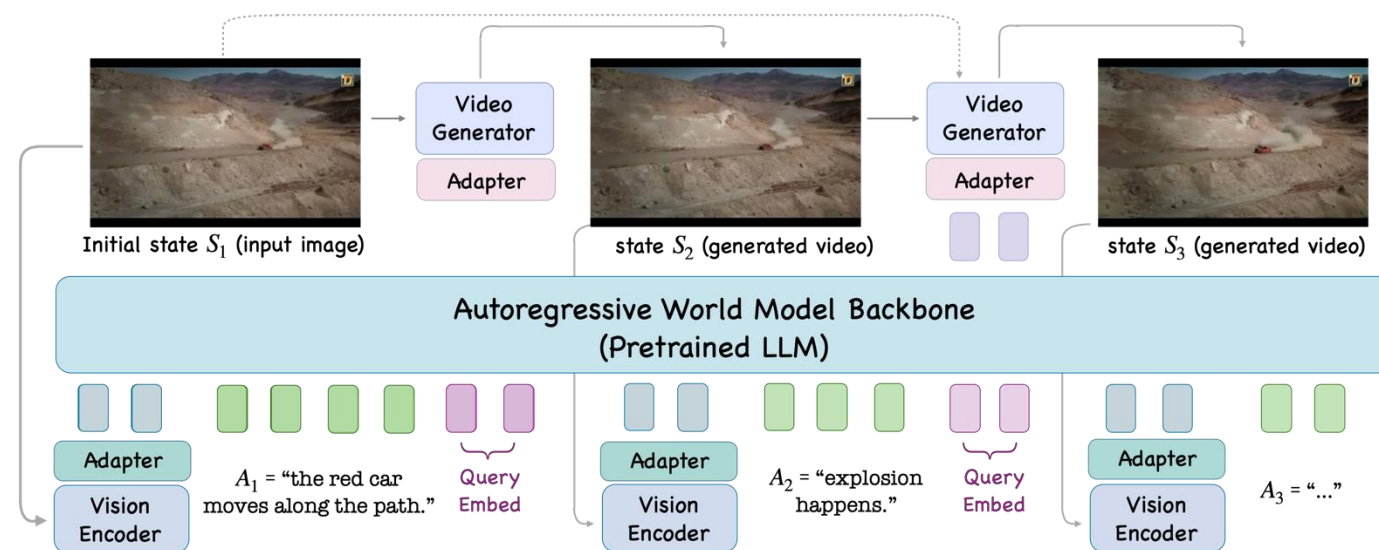 Video
Generator
Adapter
Video
Generator
Adapter
Initial state S₁ (input image)
state S₂ (generated video)
state S₃ (generated video)
Autoregressive World Model Backbone
(Pretrained LLM)
Adapter
Vision
Encoder
A₁ = “the red car
moves along the path.”
Query
Embed
Adapter
Vision
Encoder
A₂ = “explosion
happens.”
Query
Embed
Adapter
Vision
Encoder
A₃ = “...”